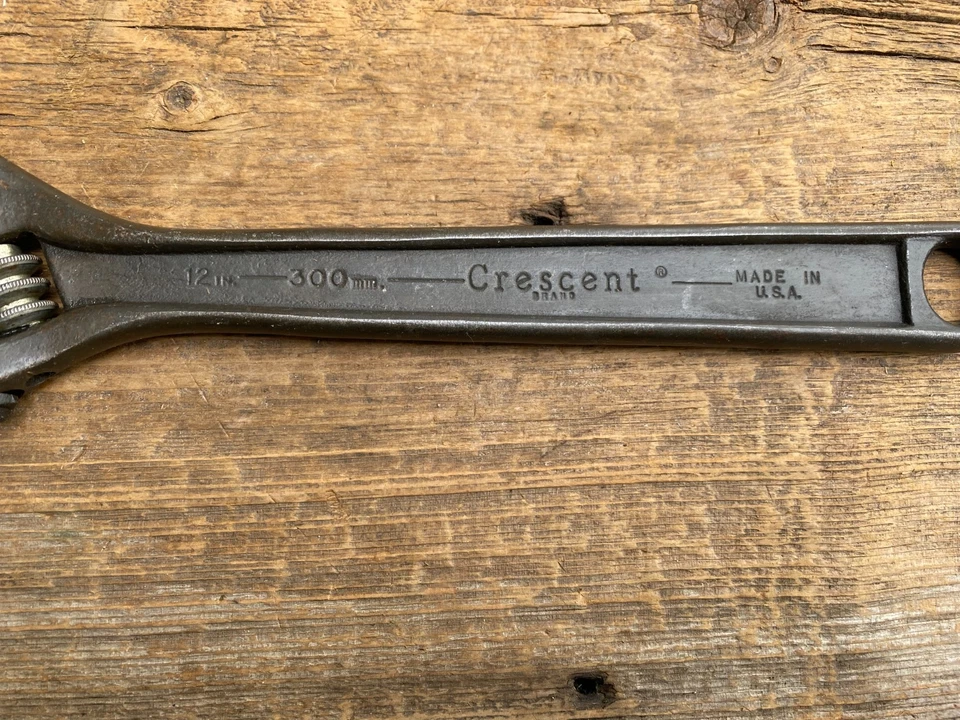 12 IN. 300 mm. Crescent ® MADE IN
BRAND U.S.A.